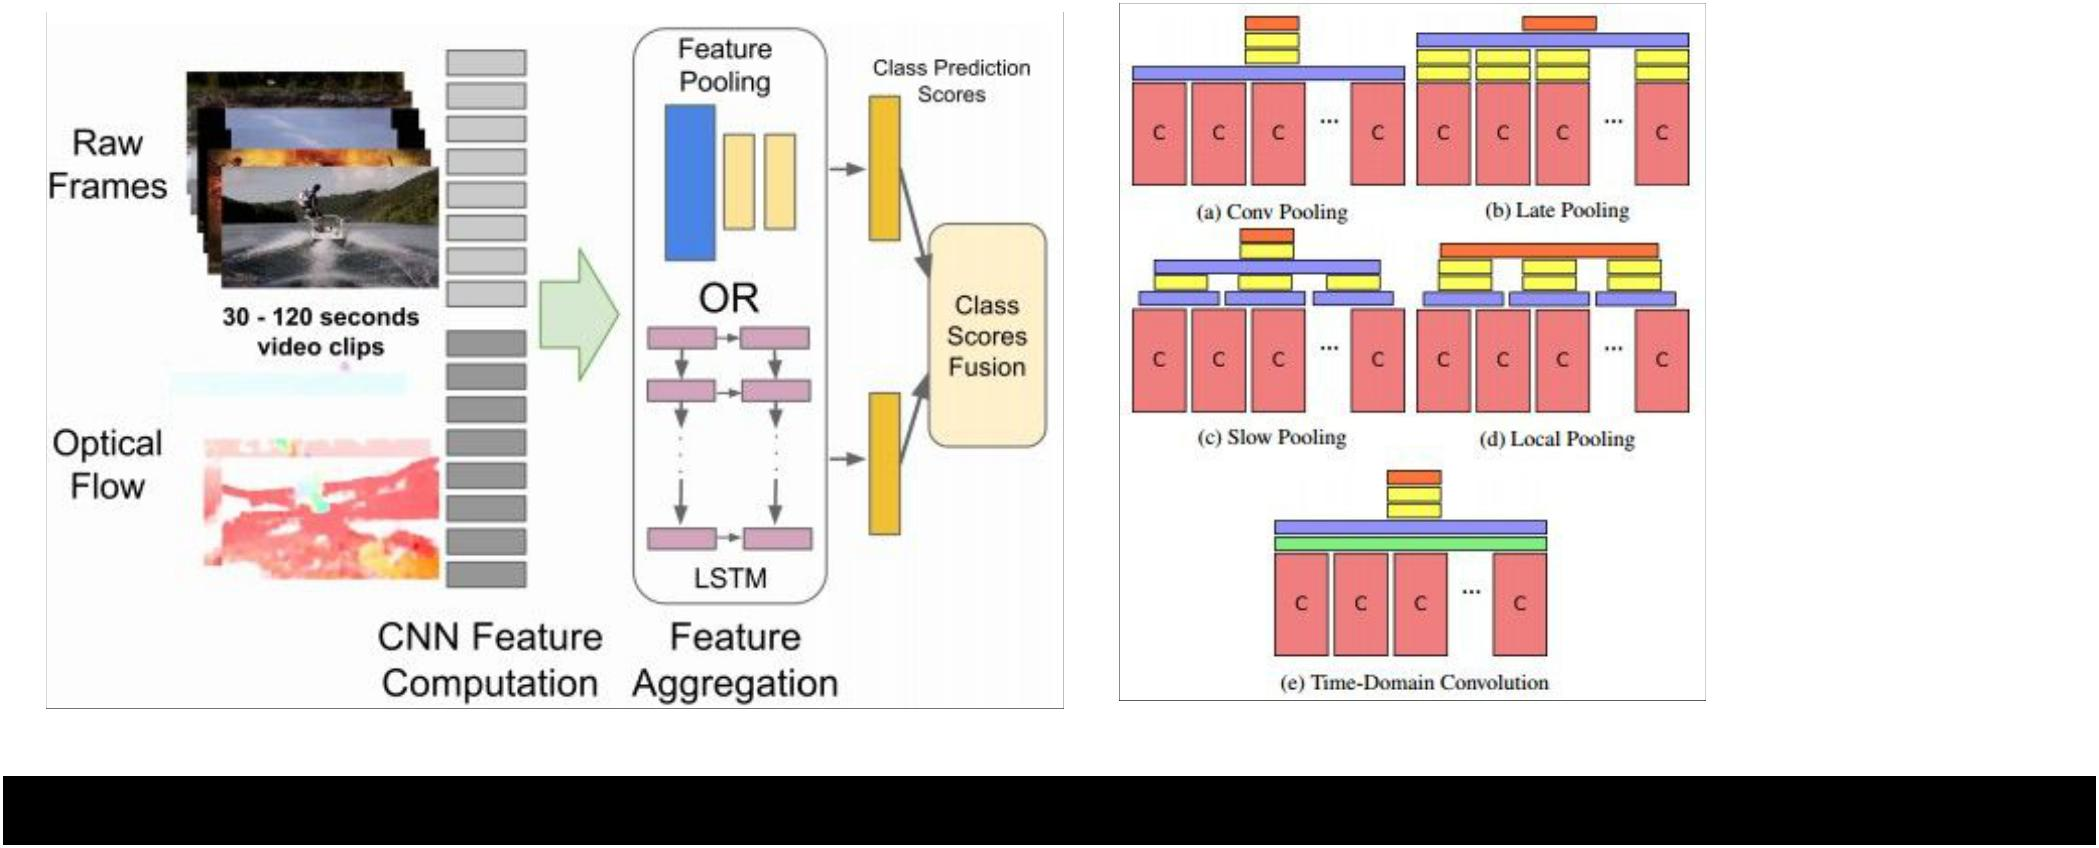 Raw
Frames
30 - 120 seconds
video clips
Optical
Flow
CNN Feature
Computation
Feature
Pooling
OR
LSTM
Feature
Aggregation
Class Prediction
Scores
Class
Scores
Fusion
C C C ... C
(a) Conv Pooling
C C C ... C
(b) Late Pooling
C C C ... C
(c) Slow Pooling
C C C ... C
(d) Local Pooling
C C C ... C
(e) Time-Domain Convolution